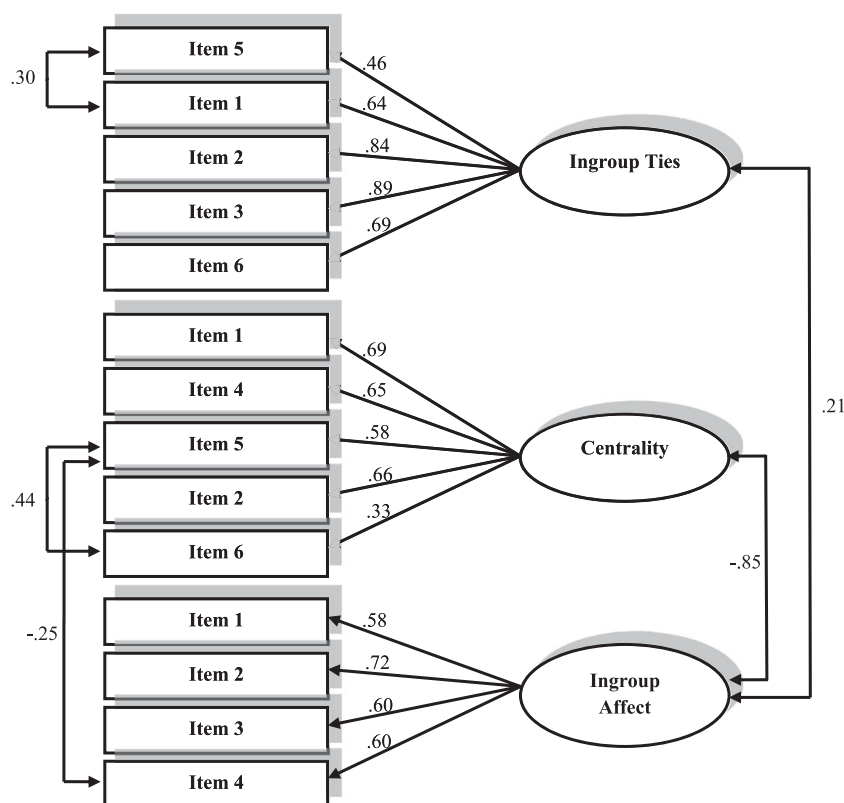 Item 5
.46
.30
Item 1
.64
Item 2
.84
Ingroup Ties
Item 3
.89
Item 6
.69
Item 1
.69
Item 4
.65
.21
Item 5
.58
Centrality
Item 2
.66
.44
Item 6
.33
-.85
Item 1
.58
-.25
Item 2
.72
Ingroup
Affect
Item 3
.60
Item 4
.60